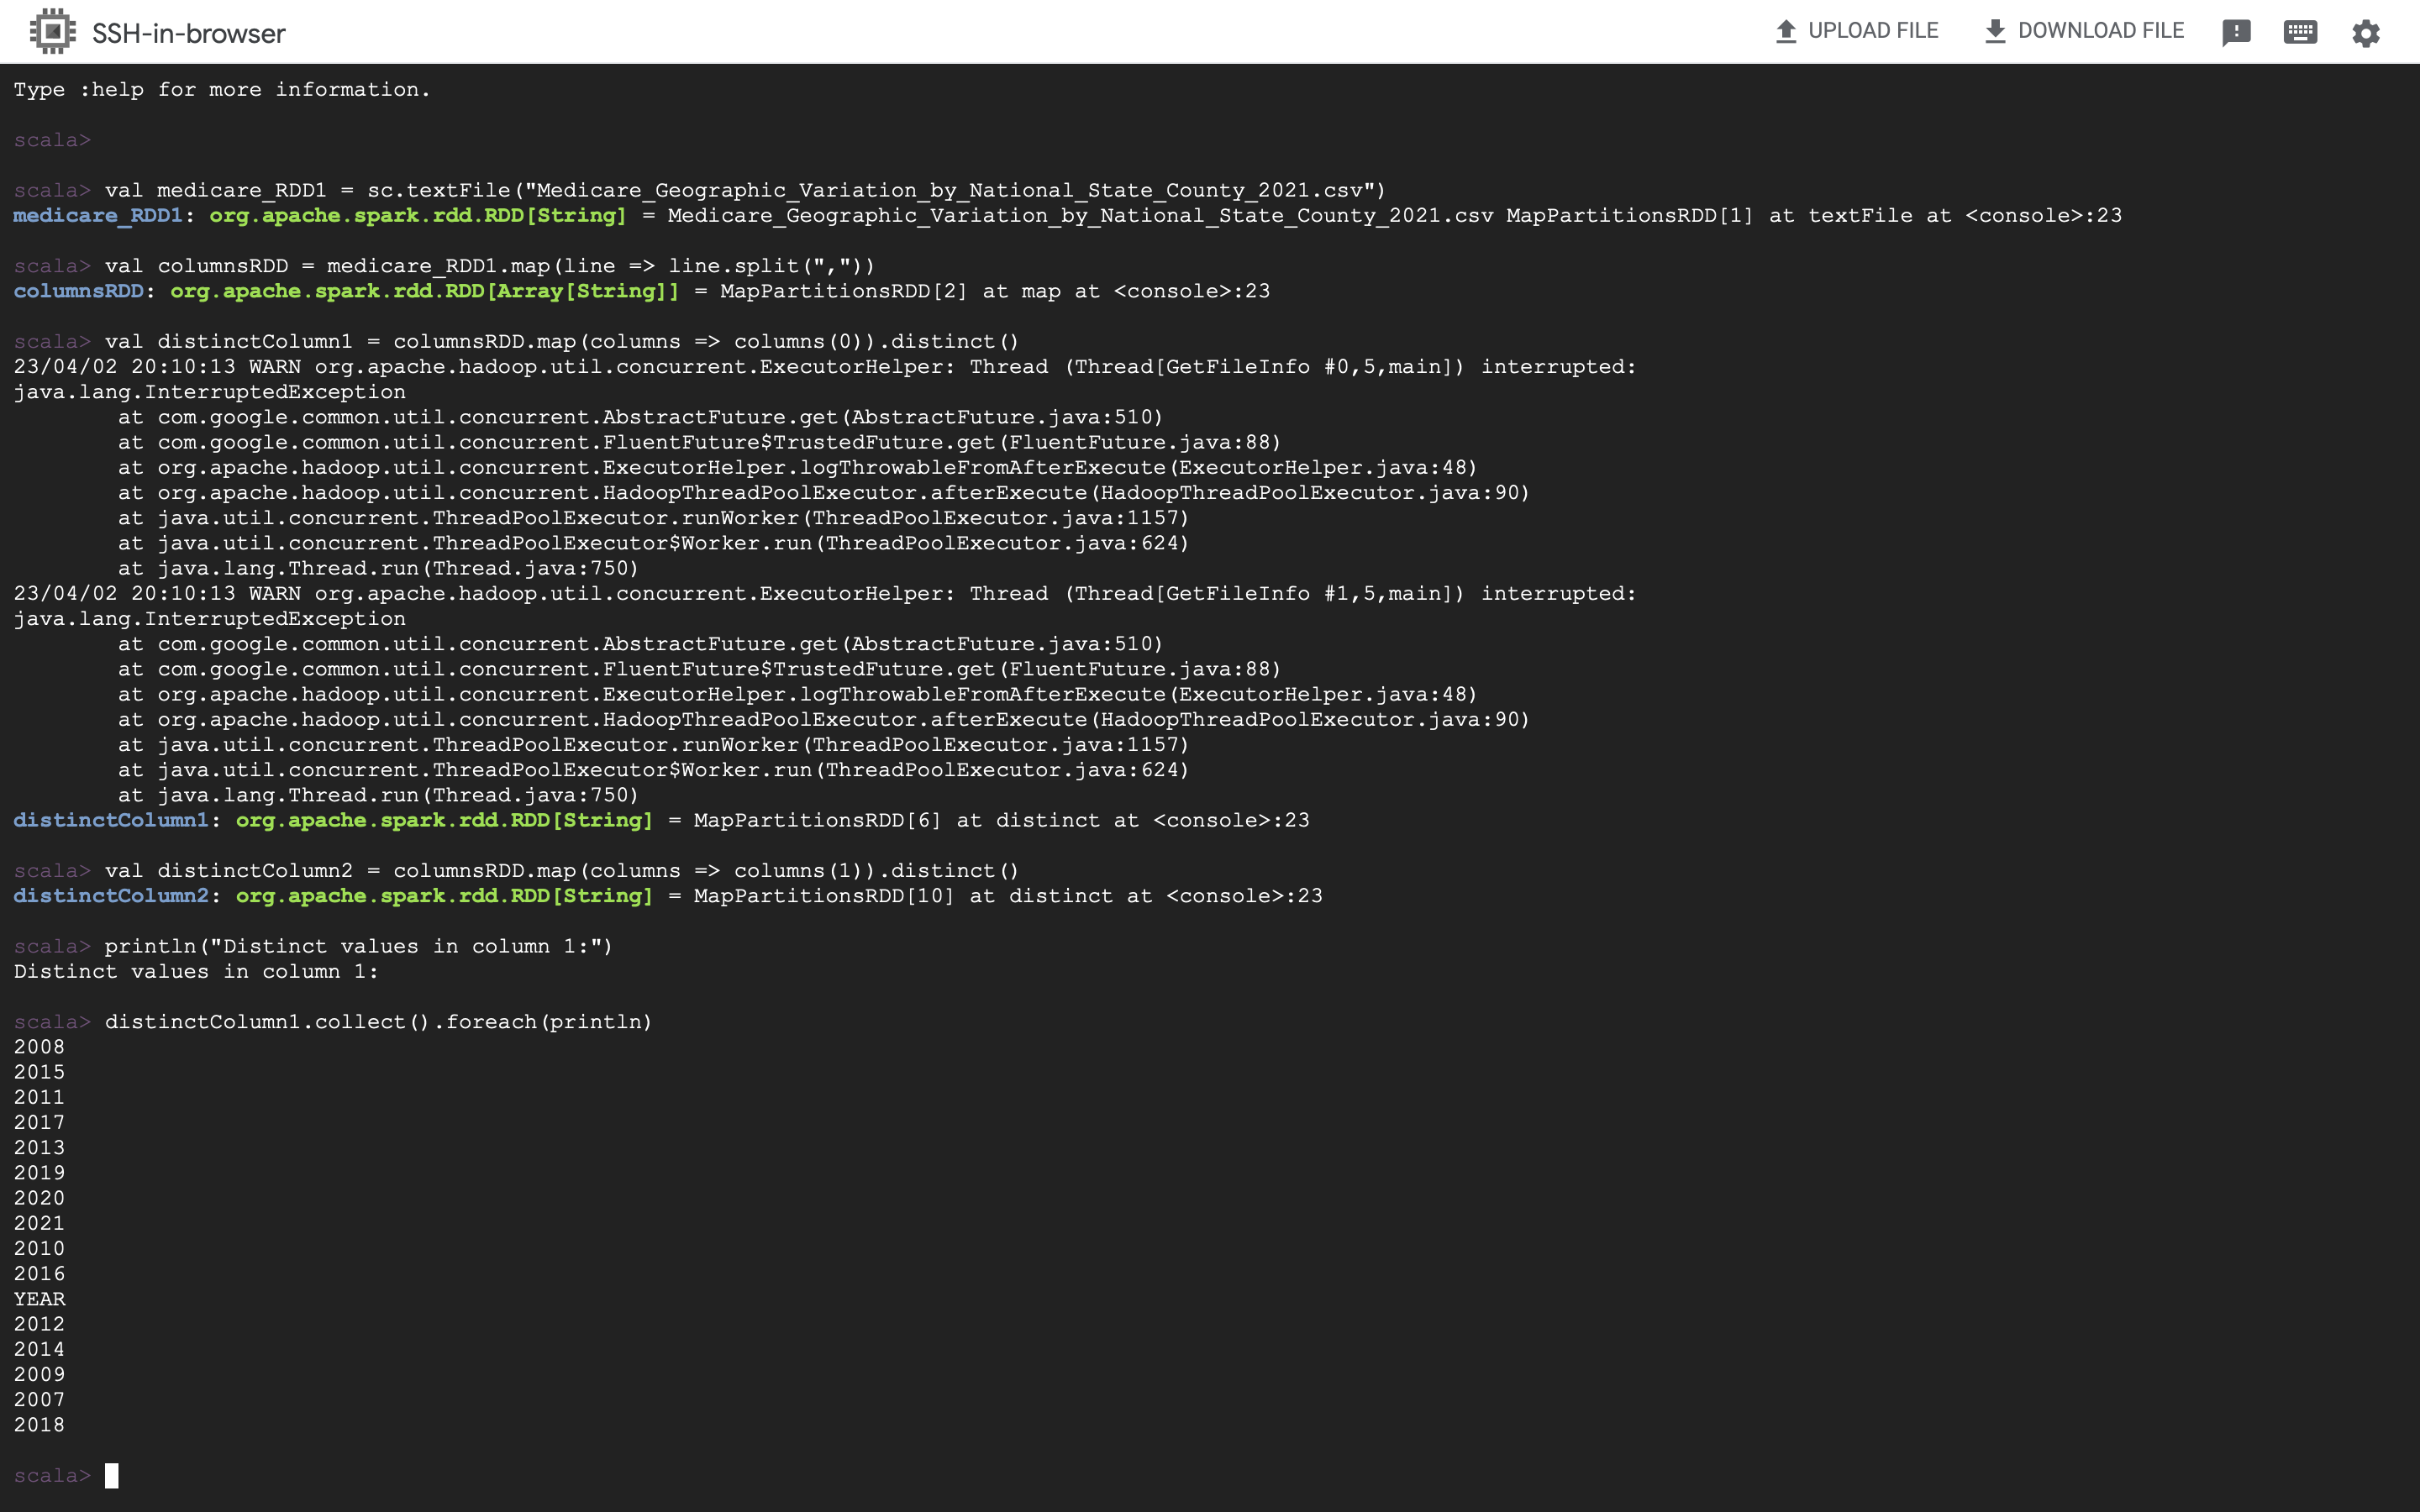 SSH-in-browser
UPLOAD FILE
DOWNLOAD FILE
Type :help for more information.
scala>
scala> val medicare_RDD1 = sc.textFile("Medicare_Geographic_Variation_by_National_State_County_2021.csv")
medicare_RDD1: org.apache.spark.rdd.RDD[String] = Medicare_Geographic_Variation_by_National_State_County_2021.csv MapPartitionsRDD[1] at textFile at <console>:23
scala> val columnsRDD = medicare_RDD1.map(line => line.split(","))
columnsRDD: org.apache.spark.rdd.RDD[Array[String]] = MapPartitionsRDD[2] at map at <console>:23
scala> val distinctColumn1 = columnsRDD.map(columns => columns(0)).distinct()
23/04/02 20:10:13 WARN org.apache.hadoop.util.concurrent.ExecutorHelper: Thread (Thread[GetFileInfo #0,5,main]) interrupted:
java.lang.InterruptedException
at com.google.common.util.concurrent.AbstractFuture.get(AbstractFuture.java:510)
at com.google.common.util.concurrent.FluentFuture$TrustedFuture.get(FluentFuture.java:88)
at org.apache.hadoop.util.concurrent.ExecutorHelper.logThrowableFromAfterExecute(ExecutorHelper.java:48)
at org.apache.hadoop.util.concurrent.HadoopThreadPoolExecutor.afterExecute(HadoopThreadPoolExecutor.java:90)
at java.util.concurrent.ThreadPoolExecutor.runWorker(ThreadPoolExecutor.java:1157)
at java.util.concurrent.ThreadPoolExecutor$Worker.run(ThreadPoolExecutor.java:624)
at java.lang.Thread.run(Thread.java:750)
23/04/02 20:10:13 WARN org.apache.hadoop.util.concurrent.ExecutorHelper: Thread (Thread[GetFileInfo #1,5,main]) interrupted:
java.lang.InterruptedException
at com.google.common.util.concurrent.AbstractFuture.get(AbstractFuture.java:510)
at com.google.common.util.concurrent.FluentFuture$TrustedFuture.get(FluentFuture.java:88)
at org.apache.hadoop.util.concurrent.ExecutorHelper.logThrowableFromAfterExecute(ExecutorHelper.java:48)
at org.apache.hadoop.util.concurrent.HadoopThreadPoolExecutor.afterExecute(HadoopThreadPoolExecutor.java:90)
at java.util.concurrent.ThreadPoolExecutor.runWorker(ThreadPoolExecutor.java:1157)
at java.util.concurrent.ThreadPoolExecutor$Worker.run(ThreadPoolExecutor.java:624)
at java.lang.Thread.run(Thread.java:750)
distinctColumn1: org.apache.spark.rdd.RDD[String] = MapPartitionsRDD[6] at distinct at <console>:23
scala> val distinctColumn2 = columnsRDD.map(columns => columns(1)).distinct()
distinctColumn2: org.apache.spark.rdd.RDD[String] = MapPartitionsRDD[10] at distinct at <console>:23
scala> println("Distinct values in column 1:")
Distinct values in column 1:
scala> distinctColumn1.collect().foreach(println)
2008
2015
2011
2017
2013
2019
2020
2021
2010
2016
YEAR
2012
2014
2009
2007
2018
scala>